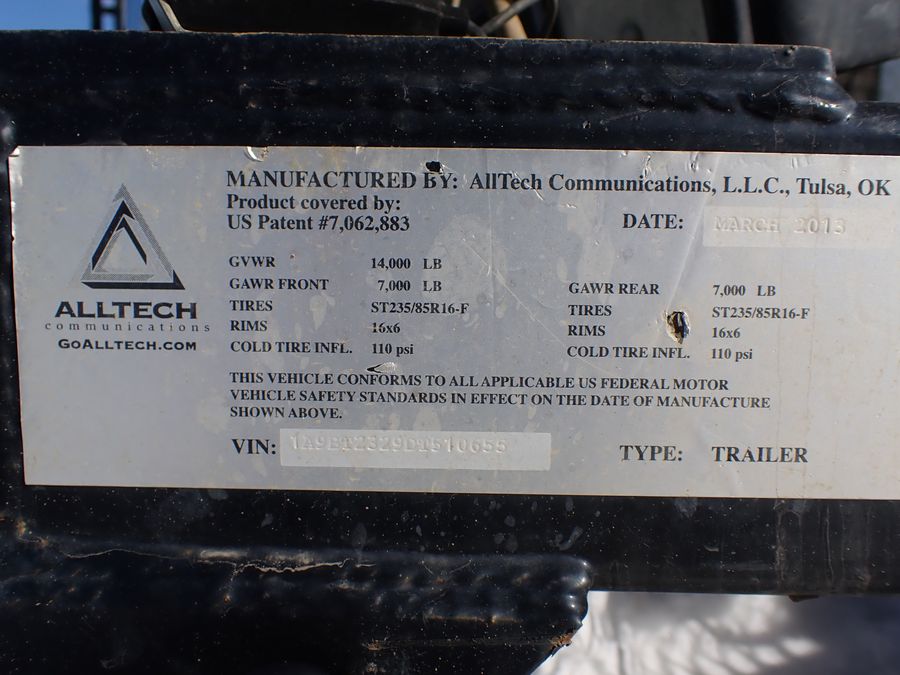 MANUFACTURED BY: AllTech Communications, L.L.C., Tulsa, OK
Product covered by:
US Patent #7,062,883
DATE: MARCH 2013
ALLTECH
communications
GOALLTECH.COM
GVWR 14,000 LB
GAWR FRONT 7,000 LB GAWR REAR 7,000 LB
TIRES ST235/85R16-F TIRES ST235/85R16-F
RIMS 16x6 RIMS 16x6
COLD TIRE INFL. 110 psi COLD TIRE INFL. 110 psi
THIS VEHICLE CONFORMS TO ALL APPLICABLE US FEDERAL MOTOR
VEHICLE SAFETY STANDARDS IN EFFECT ON THE DATE OF MANUFACTURE
SHOWN ABOVE.
VIN: TYPE: TRAILER